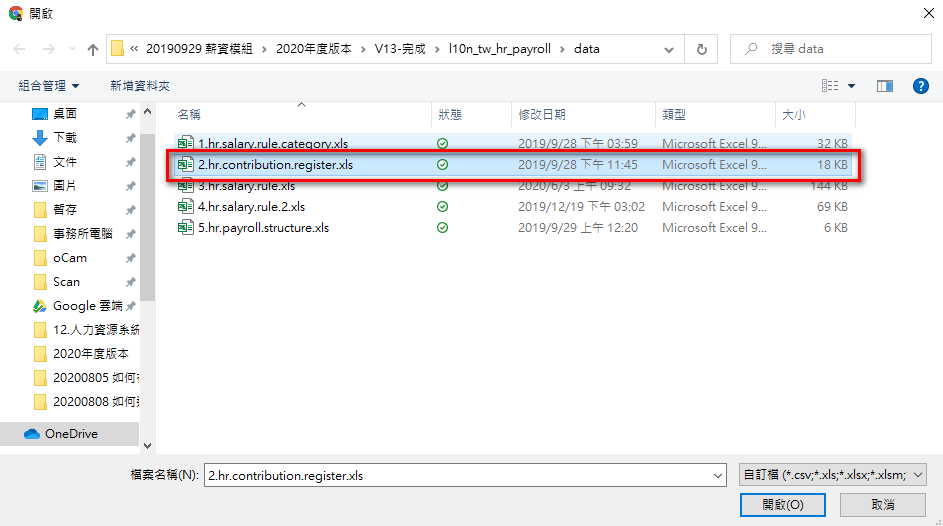 開啟
« 20190929 薪資模組 › 2020年度版本 › V13-完成 › l10n_tw_hr_payroll › data
搜尋 data
組合管理 新增資料夾
名稱 狀態 修改日期 類型 大小
桌面
下載
文件
圖片
暫存
事務所電腦
oCam
Scan
Google 雲端
12.人力資源系統
2020年度版本
20200805 如何
20200808 如何
OneDrive
1.hr.salary.rule.category.xls 2019/9/28 下午 03:59 Microsoft Excel 9... 32 KB
2.hr.contribution.register.xls 2019/9/28 下午 11:45 Microsoft Excel 9... 18 KB
3.hr.salary.rule.xls 2020/6/3 上午 09:32 Microsoft Excel 9... 144 KB
4.hr.salary.rule.2.xls 2019/12/19 下午 03:02 Microsoft Excel 9... 69 KB
5.hr.payroll.structure.xls 2019/9/29 上午 12:20 Microsoft Excel 9... 6 KB
檔案名稱(N): 2.hr.contribution.register.xls 自訂檔 (*.csv;*.xls;*.xlsx;*.xlsm;
開啟(O) 取消